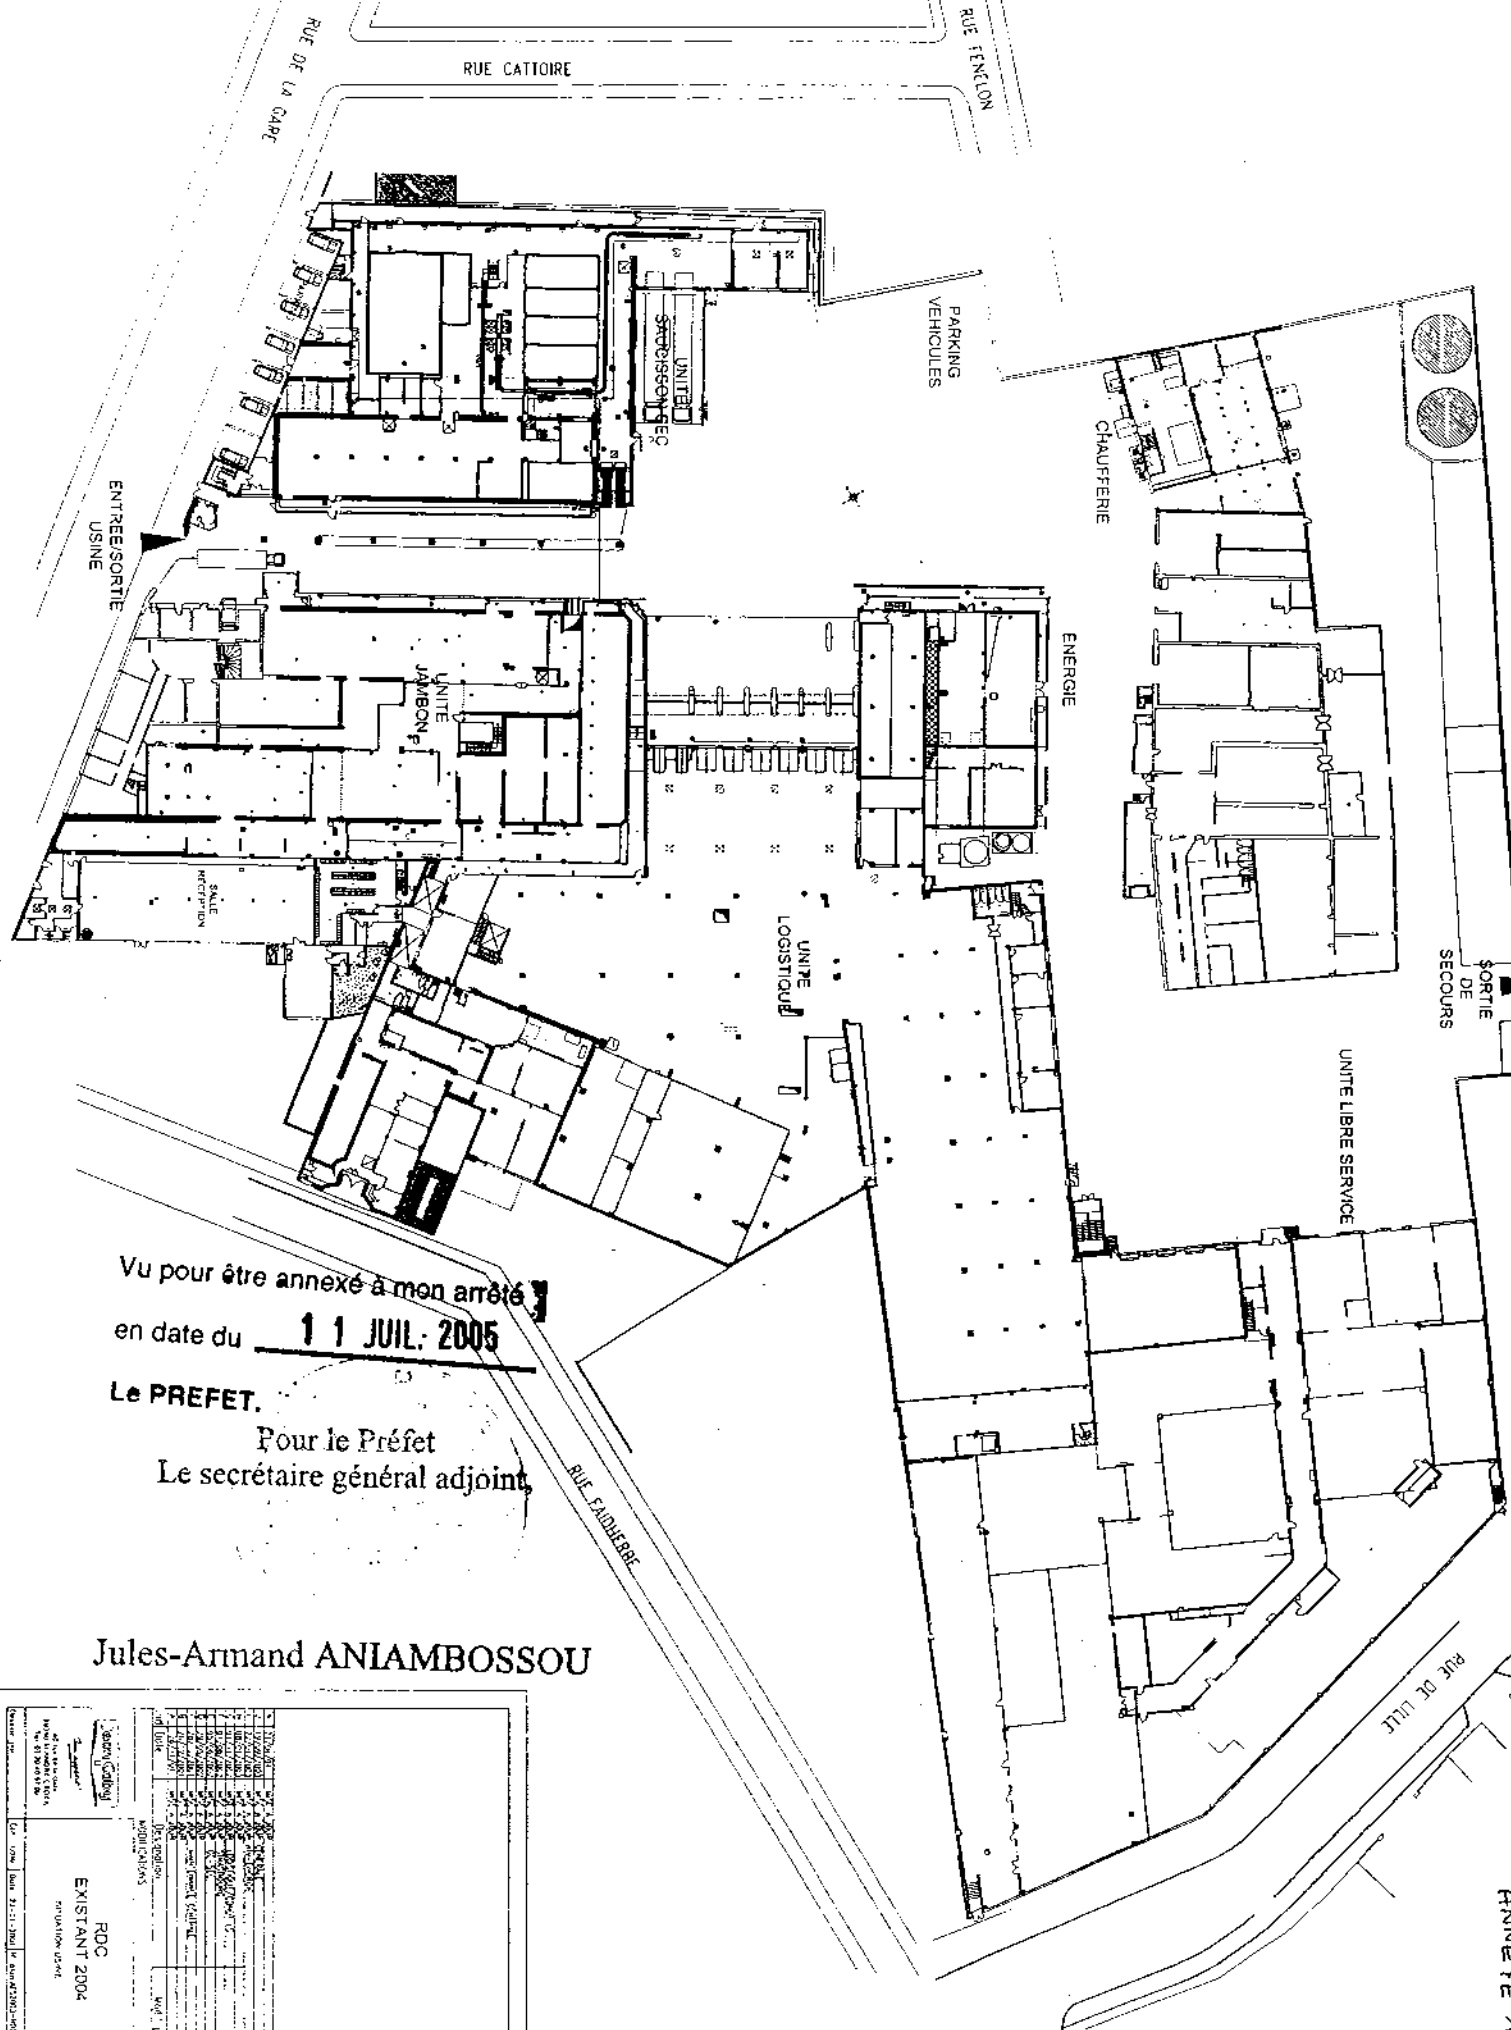 RUE DE LA GARE
RUE CATTOIRE
RUE FENELON
PARKING
VEHICULES
UNITE
SAUCISSON SEC
CHAUFFERIE
ENTREE/SORTIE
USINE
ENERGIE
UNITE
JAMBON
SALLE
RECEPTION
UNITE
LOGISTIQUE
SORTIE
DE
SECOURS
UNITE LIBRE SERVICE
Vu pour être annexé à mon arrêté
en date du 11 JUIL. 2005
Le PREFET.
Pour le Préfet
Le secrétaire général adjoint,
RUE FAIDHERBE
RUE DE LILLE
Jules-Armand ANIAMBOSSOU
Date
Designation
MODIFICATIONS
RDC
EXISTANT 2004
ANNEXE